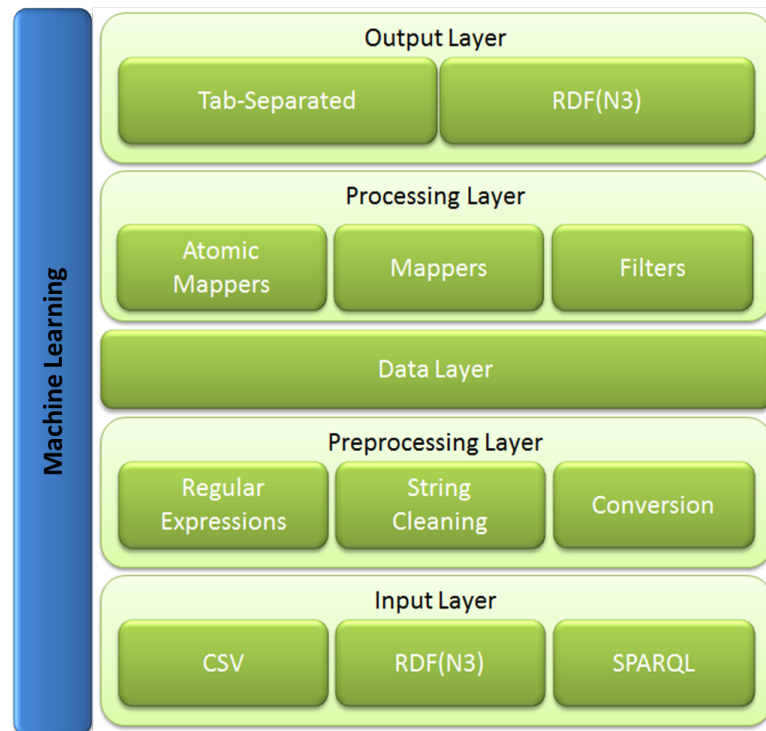 Machine Learning
Output Layer
Tab-Separated
RDF(N3)
Processing Layer
Atomic
Mappers
Mappers
Filters
Data Layer
Preprocessing Layer
Regular
Expressions
String
Cleaning
Conversion
Input Layer
CSV
RDF(N3)
SPARQL